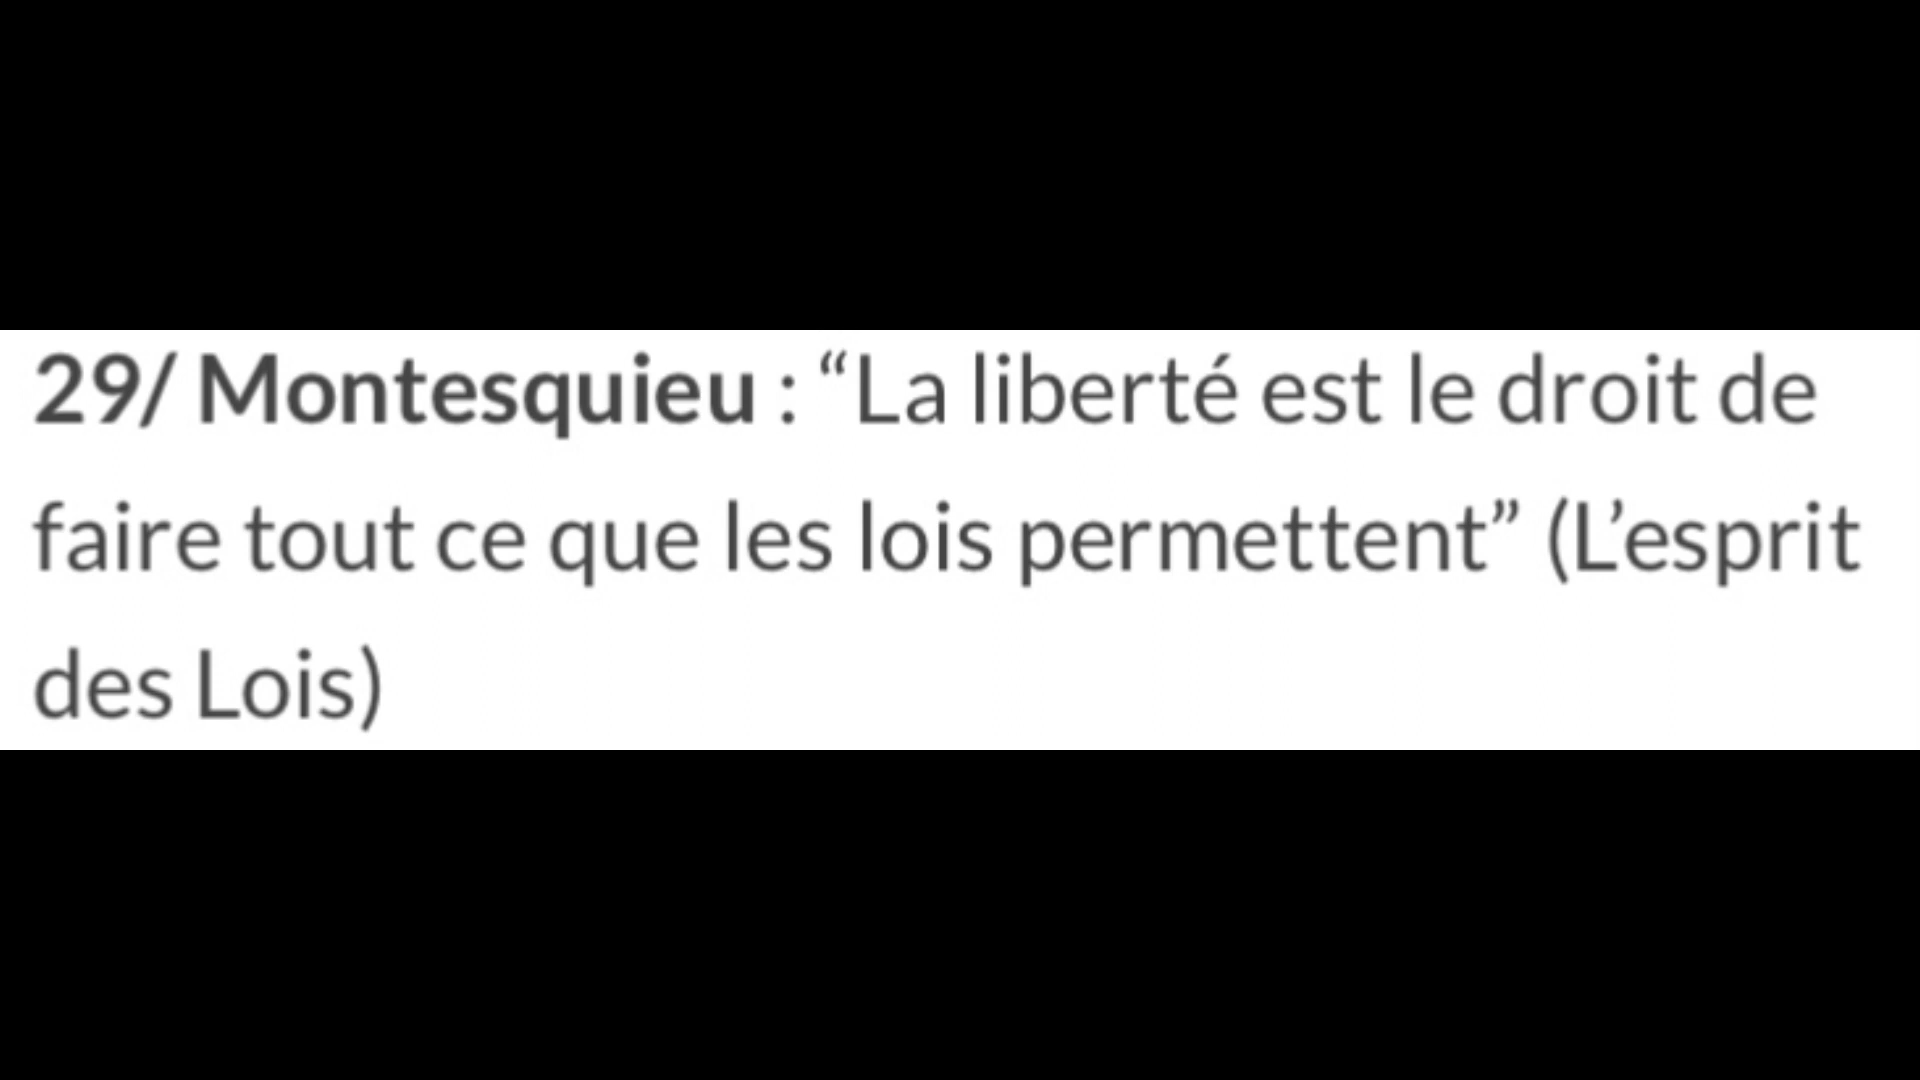 29/ Montesquieu : “La liberté est le droit de
faire tout ce que les lois permettent” (L’esprit
des Lois)